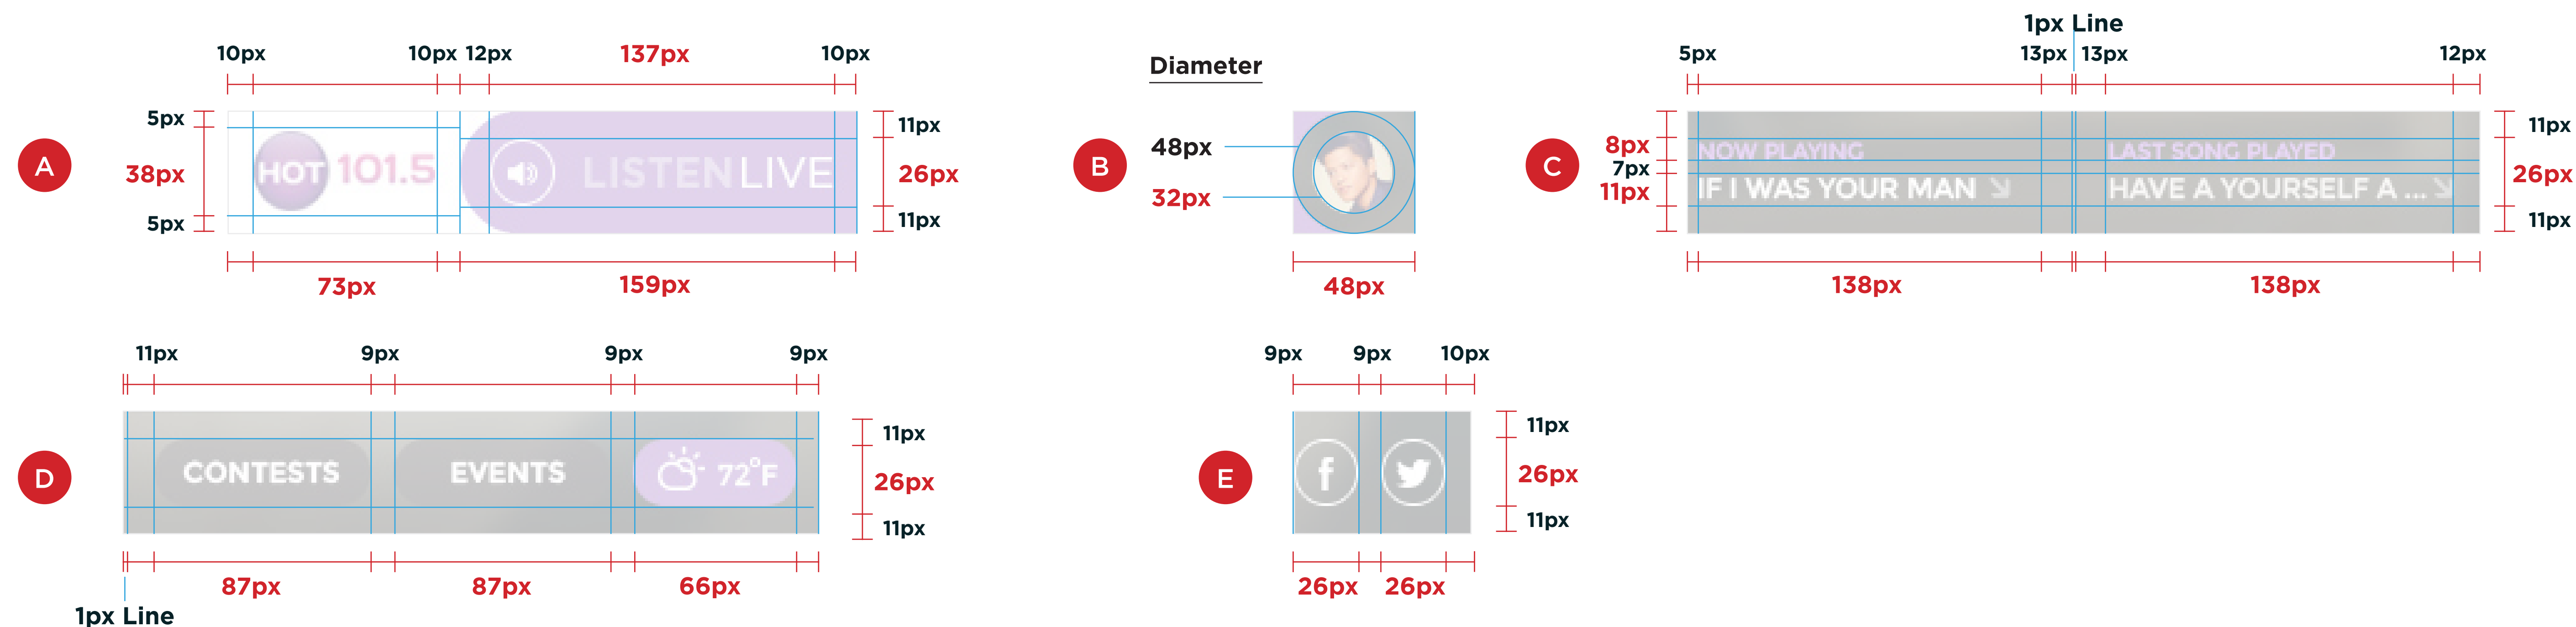 1px Line
10px 10px 12px 137px 10px
Diameter
5px 13px 13px 12px
A
5px
38px
5px
HOT 101.5
LISTEN LIVE
11px
26px
11px
73px 159px
B
48px
32px
48px
C
8px
7px
11px
NOW PLAYING
IF I WAS YOUR MAN
LAST SONG PLAYED
HAVE A YOURSELF A ...
11px
26px
11px
138px 138px
11px 9px 9px 9px
D
CONTESTS
EVENTS
72°F
11px
26px
11px
87px 87px 66px
1px Line
9px 9px 10px
E
f
11px
26px
11px
26px 26px